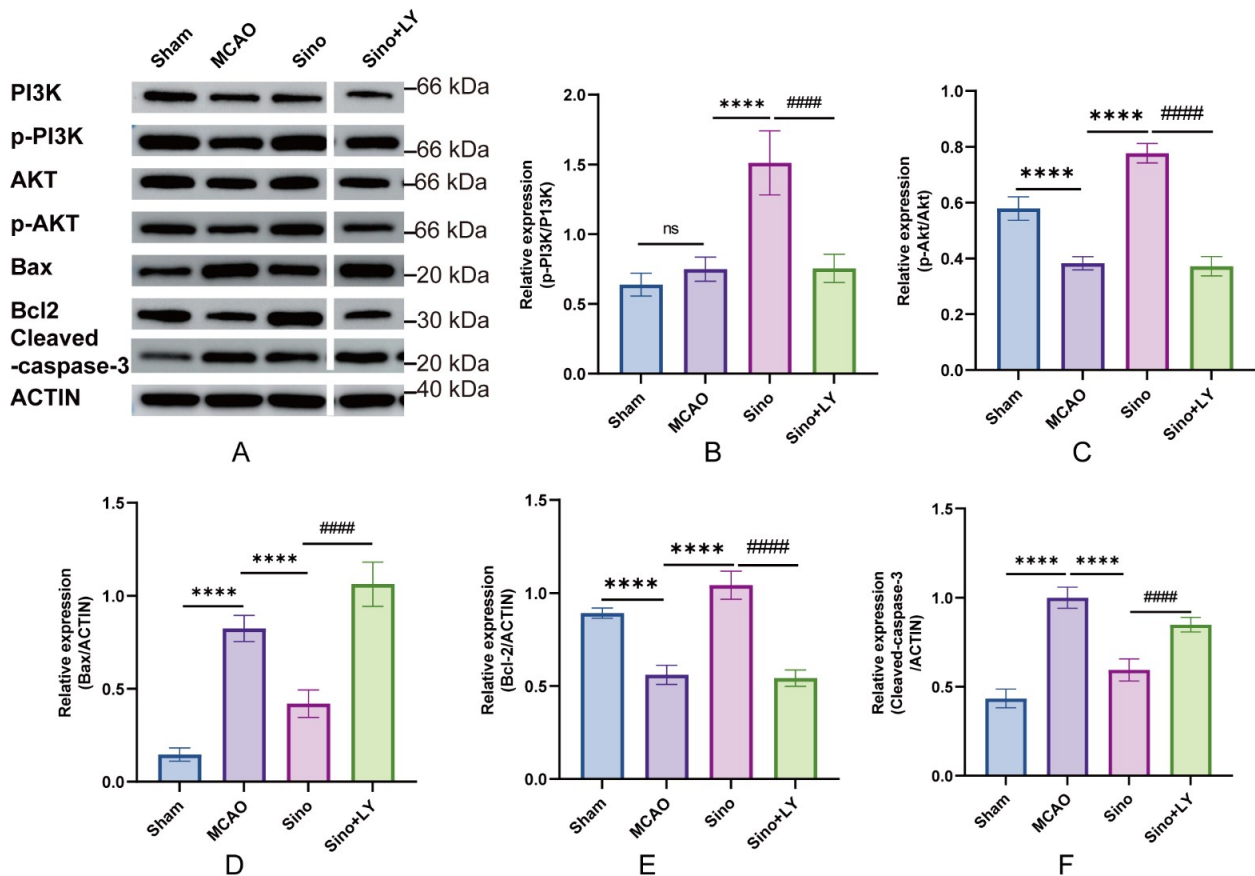 Sham MCAO Sino Sino+LY
PI3K 66 kDa
p-PI3K 66 kDa
AKT 66 kDa
p-AKT 66 kDa
Bax 20 kDa
Bcl2 30 kDa
Cleaved
-caspase-3 20 kDa
ACTIN 40 kDa
A
Relative expression
(p-PI3K/P13K)
2.0
1.5
1.0
0.5
0.0
ns
****
####
Sham MCAO Sino Sino+LY
B
Relative expression
(p-Akt/Akt)
1.0
0.8
0.6
0.4
0.2
0.0
****
****
####
Sham MCAO Sino Sino+LY
C
Relative expression
(Bax/ACTIN)
1.5
1.0
0.5
0.0
****
****
####
Sham MCAO Sino Sino+LY
D
Relative expression
(Bcl-2/ACTIN)
1.5
1.0
0.5
0.0
****
****
####
Sham MCAO Sino Sino+LY
E
Relative expression
(Cleaved-caspase-3
/ACTIN)
1.5
1.0
0.5
0.0
****
****
####
Sham MCAO Sino Sino+LY
F